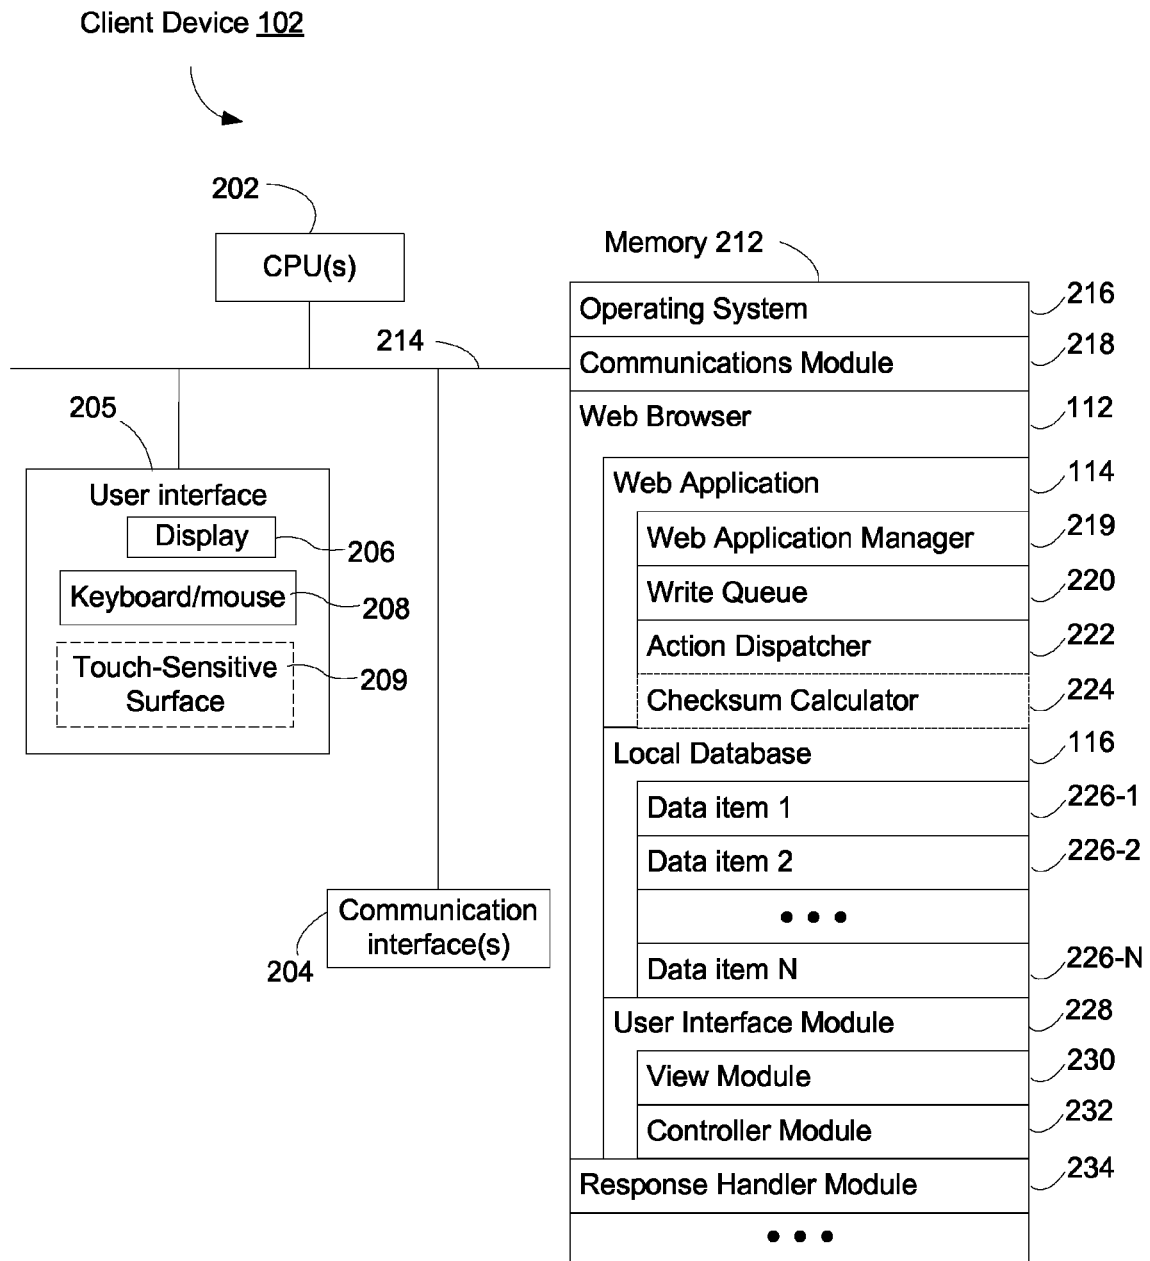 Client Device 102
202
CPU(s)
214
205
User interface
Display
206
Keyboard/mouse
208
Touch-Sensitive
Surface
209
Communication
interface(s)
204
Memory 212
Operating System
216
Communications Module
218
Web Browser
112
Web Application
114
Web Application Manager
219
Write Queue
220
Action Dispatcher
222
Checksum Calculator
224
Local Database
116
Data item 1
226-1
Data item 2
226-2
• • •
Data item N
226-N
User Interface Module
228
View Module
230
Controller Module
232
Response Handler Module
234
• • •